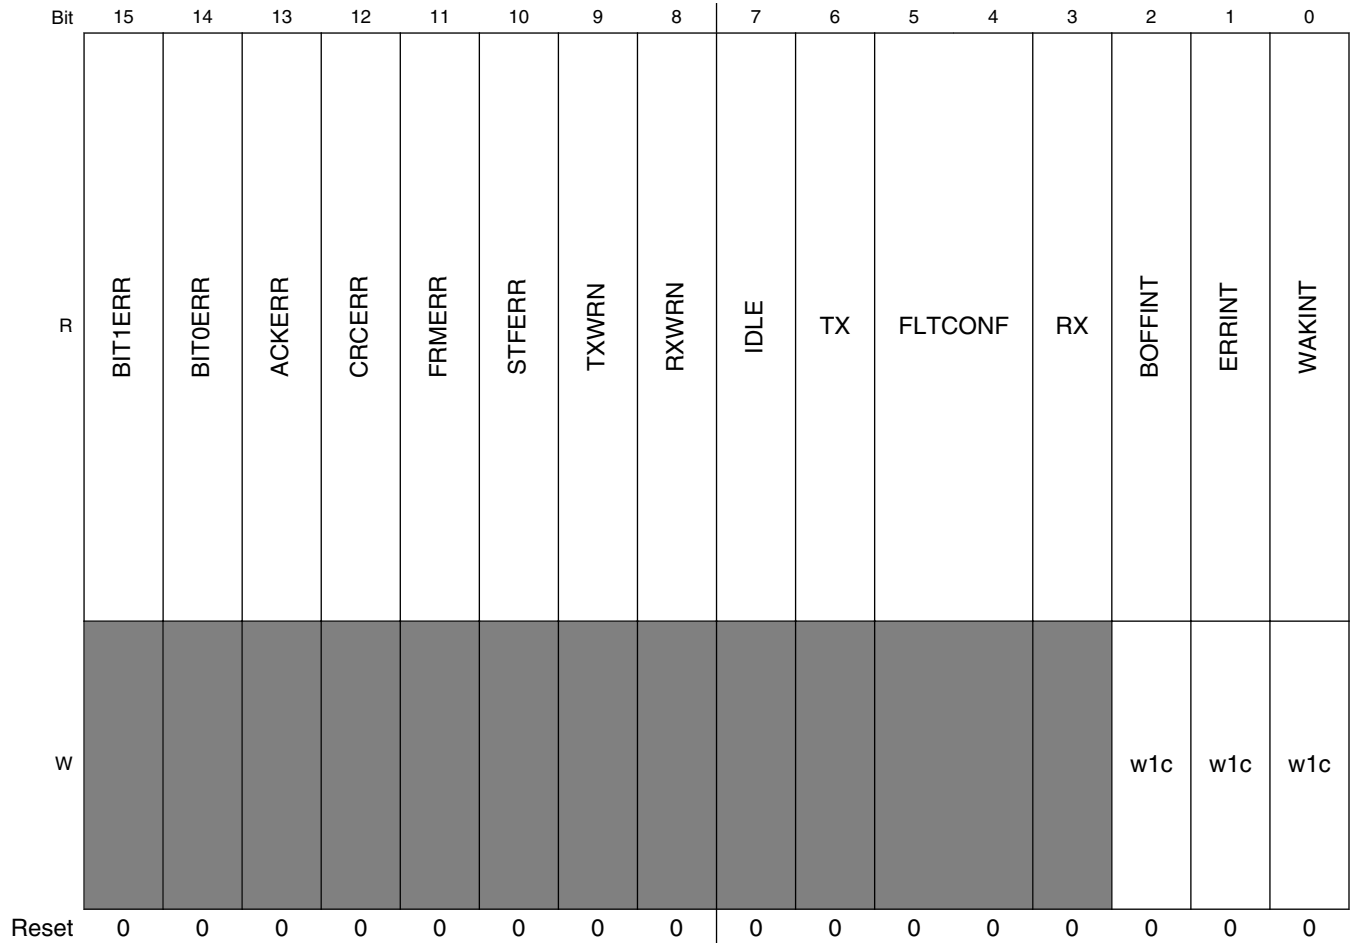 Bit 15 14 13 12 11 10 9 8 7 6 5 4 3 2 1 0
R BIT1ERR BIT0ERR ACKERR CRCERR FRMERR STFERR TXWRN RXWRN IDLE TX FLTCONF RX BOFFINT ERRINT WAKINT
W w1c w1c w1c
Reset 0 0 0 0 0 0 0 0 0 0 0 0 0 0 0 0